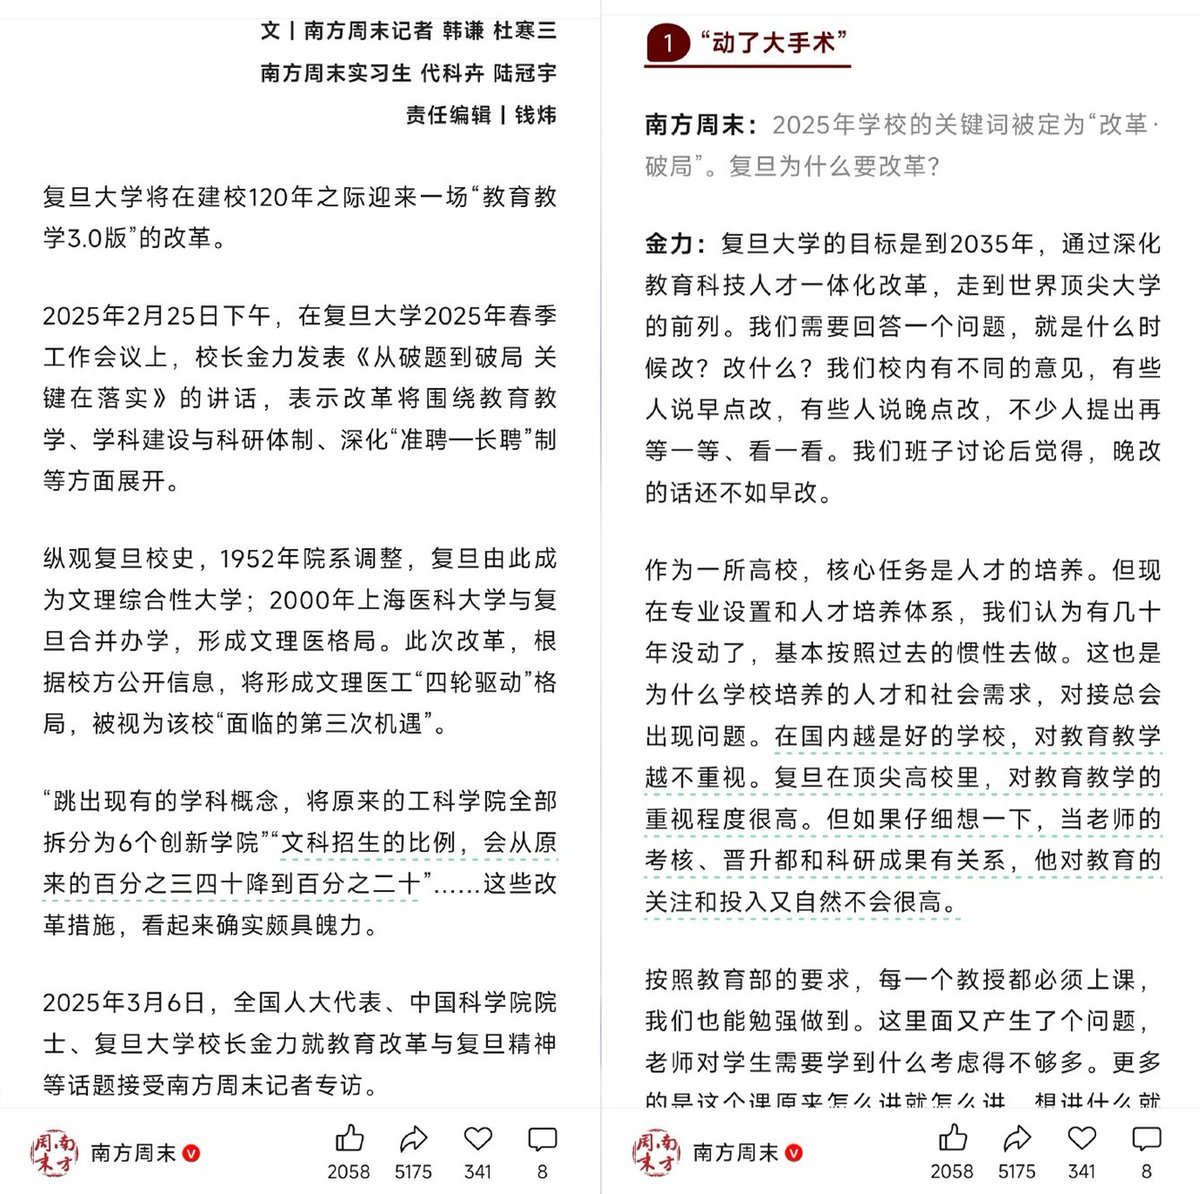 文 | 南方周末记者 韩谦 杜寒三
南方周末实习生 代科卉 陆冠宇
责任编辑 | 钱炜
复旦大学将在建校120年之际迎来一场“教育教
学3.0版”的改革。
2025年2月25日下午，在复旦大学2025年春季
工作会议上，校长金力发表《从破题到破局 关
键在落实》的讲话，表示改革将围绕教育教
学、学科建设与科研体制、深化“准聘—长聘”制
等方面展开。
纵观复旦校史，1952年院系调整，复旦由此成
为文理综合性大学；2000年上海医科大学与复
旦合并办学，形成文理医格局。此次改革，根
据校方公开信息，将形成文理医工“四轮驱动”格
局，被视为该校“面临的第三次机遇”。
“跳出现有的学科概念，将原来的工科学院全部
拆分为6个创新学院”“文科招生的比例，会从原
来的百分之三四十降到百分之二十”……这些改
革措施，看起来确实颇具魄力。
2025年3月6日，全国人大代表、中国科学院院
士、复旦大学校长金力就教育改革与复旦精神
等话题接受南方周末记者专访。
南方周末
2058
5175
341
8
1 “动了大手术”
南方周末：2025年学校的关键词被定为“改革·
破局”。复旦为什么要改革？
金力：复旦大学的目标是到2035年，通过深化
教育科技人才一体化改革，走到世界顶尖大学
的前列。我们需要回答一个问题，就是什么时
候改？改什么？我们校内有不同的意见，有些
人说早点改，有些人说晚点改，不少人提出再
等一等、看一看。我们班子讨论后觉得，晚改
的话还不如早改。
作为一所高校，核心任务是人才的培养。但现
在专业设置和人才培养体系，我们认为有几十
年没动了，基本按照过去的惯性去做。这也是
为什么学校培养的人才和社会需求，对接总会
出现问题。在国内越是好的学校，对教育教学
越不重视。复旦在顶尖高校里，对教育教学的
重视程度很高。但如果仔细想一下，当老师的
考核、晋升都和科研成果有关系，他对教育的
关注和投入又自然不会很高。
按照教育部的要求，每一个教授都必须上课，
我们也能勉强做到。这里面又产生了个问题，
老师对学生需要学到什么考虑得不够多。更多
的是这个课原来怎么讲就怎么讲，想讲什么就
南方周末
2058
5175
341
8